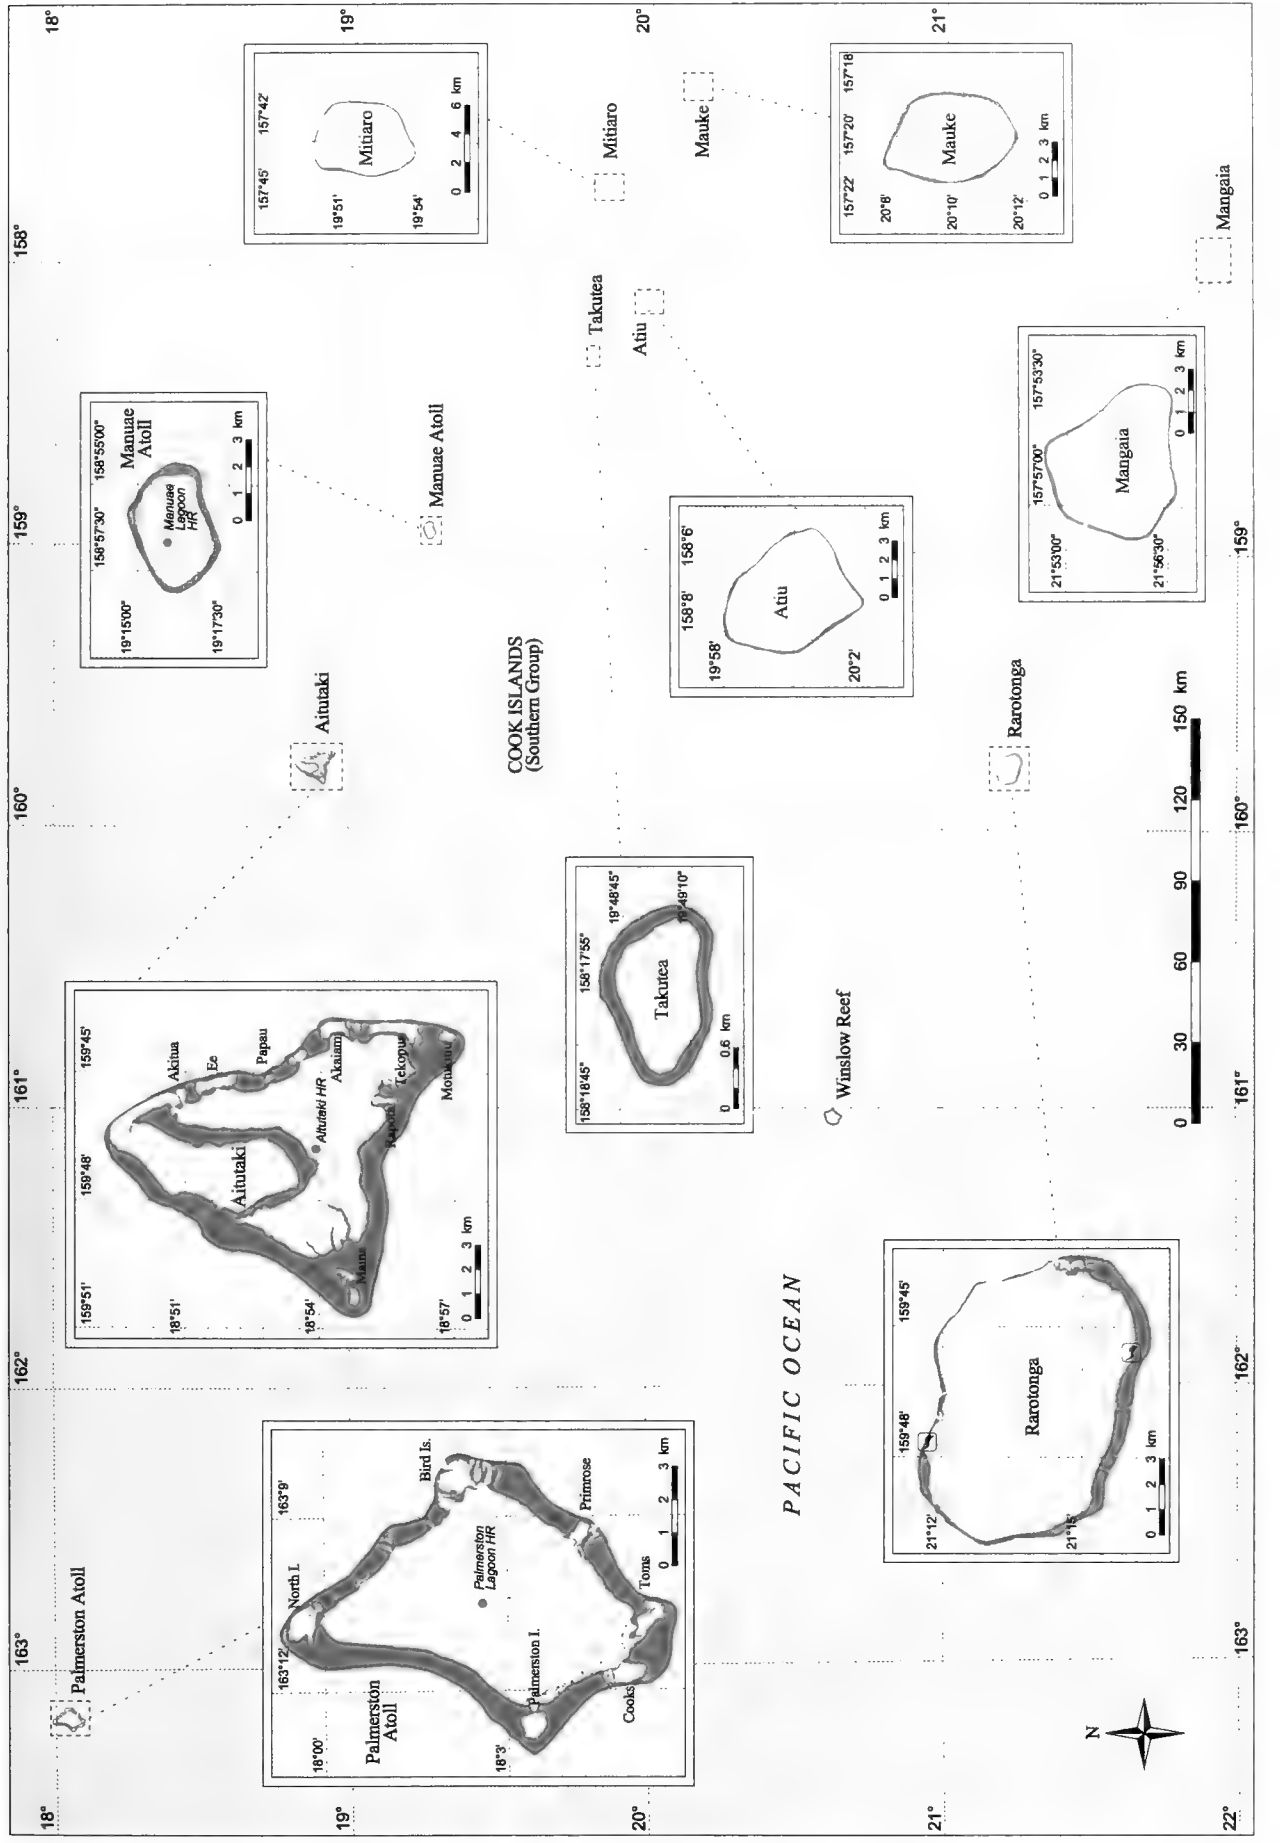 163°
162°
161°
160°
159°
158°
18°
18°
Palmerston Atoll
163°12'
163°9'
18°00'
18°3'
Palmerston
Atoll
North I.
Bird Is.
Palmerston
Lagoon HR
Palmerston I.
Primrose
Cooks
Toms
0 1 2 3 km
159°51'
159°48'
159°45'
18°51'
18°54'
18°57'
Akitua
Ee
Papau
Aitutaki
Aitutaki HR
Akaiami
Tekopua
Rapota
Maina
Motukitiu
0 1 2 3 km
Aitutaki
158°57'30"
158°55'00"
19°15'00"
19°17'30"
Manuae
Atoll
Manuae
Lagoon
HR
0 1 2 3 km
Manuae Atoll
157°45'
157°42'
19°51'
19°54'
Mitiaro
0 2 4 6 km
19°
19°
COOK ISLANDS
(Southern Group)
Takutea
Mitiaro
Atiu
Mauke
20°
20°
158°18'45"
158°17'55"
19°48'45"
19°49'10"
Takutea
0 0.6 km
158°8'
158°6'
19°58'
20°2'
Atiu
0 1 2 3 km
157°22'
157°20'
157°18'
20°8'
20°10'
20°12'
Mauke
0 1 2 3 km
PACIFIC OCEAN
Winslow Reef
21°
21°
159°48'
159°45'
21°12'
21°15'
Rarotonga
0 1 2 3 km
Rarotonga
157°57'00"
157°53'30"
21°53'00"
21°56'30"
Mangaia
0 1 2 3 km
Mangaia
N
0 30 60 90 120 150 km
22°
163°
162°
161°
160°
159°